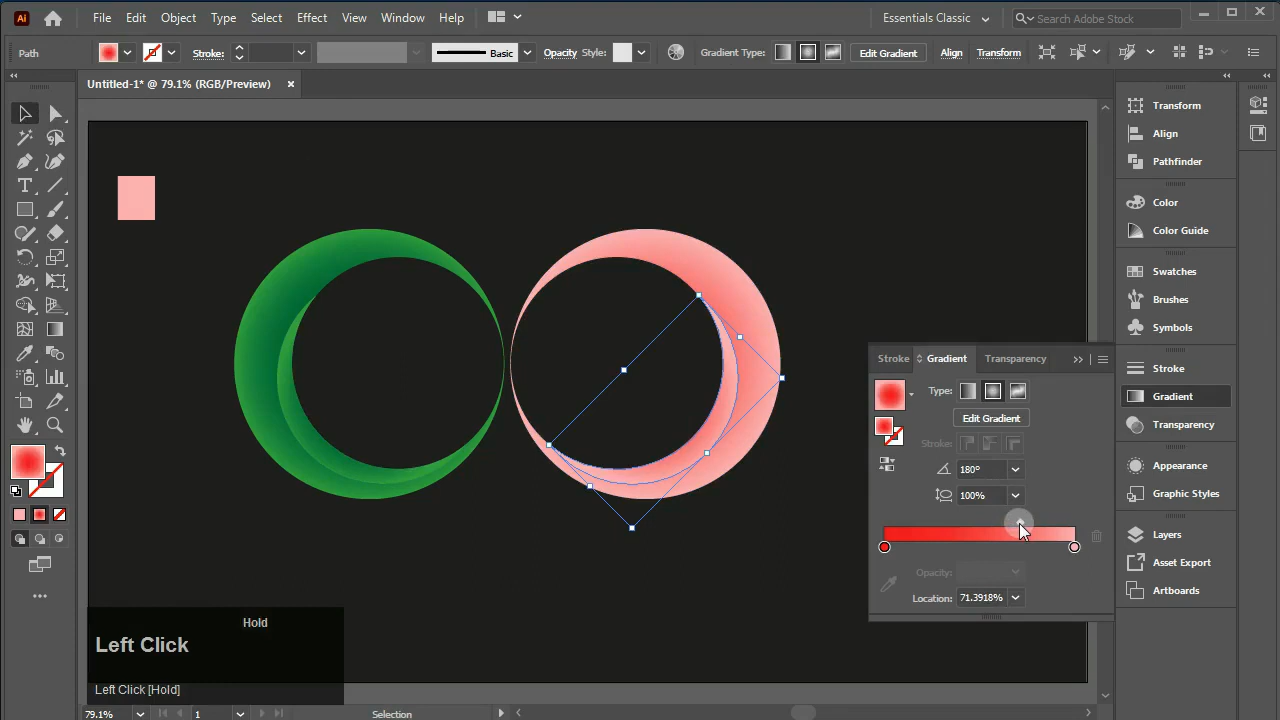 Ai File Edit Object Type Select Effect View Window Help Essentials Classic Search Adobe Stock
Path Stroke: Basic Opacity Style: Gradient Type: Edit Gradient Align Transform
Untitled-1* @ 79.1% (RGB/Preview) ×
Transform
Align
Pathfinder
Color
Color Guide
Swatches
Brushes
Symbols
Stroke
Gradient
Transparency
Appearance
Graphic Styles
Layers
Asset Export
Artboards
Stroke Gradient Transparency
Type:
Edit Gradient
Stroke:
180°
100%
Opacity:
Location: 71.3918%
Hold
Left Click
Left Click [Hold]
79.1% 1 Selection